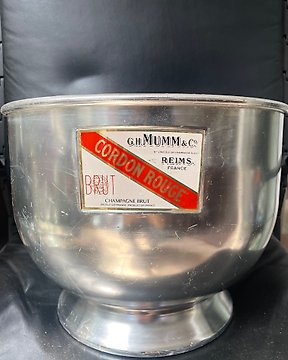 G.H. MUMM & Cº
REIMS
FRANCE
CORDON ROUGE
BRUT
CHAMPAGNE BRUT